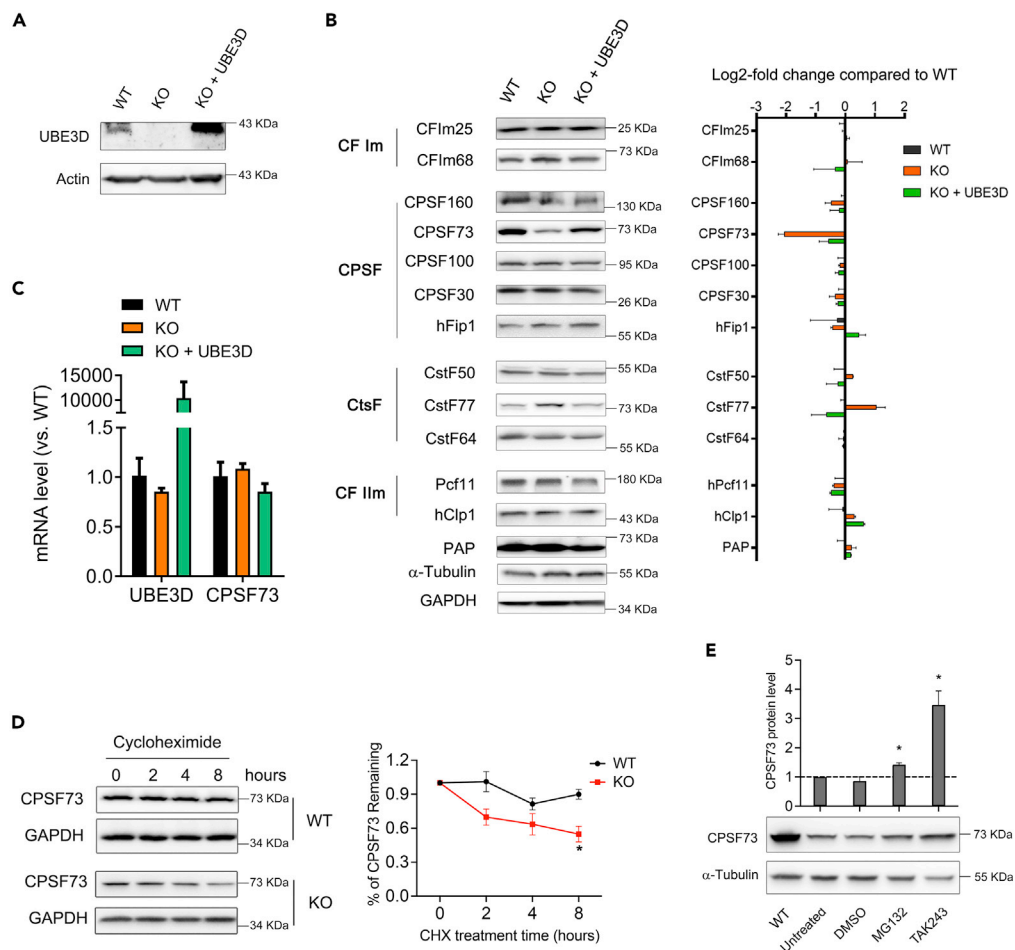 A
WT
KO
KO + UBE3D
UBE3D
43 KDa
Actin
43 KDa
B
WT
KO
KO + UBE3D
CF Im
CFIm25
25 KDa
CFIm68
73 KDa
CPSF
CPSF160
130 KDa
CPSF73
73 KDa
CPSF100
95 KDa
CPSF30
26 KDa
hFip1
55 KDa
CtsF
CstF50
55 KDa
CstF77
73 KDa
CstF64
55 KDa
CF IIm
Pcf11
180 KDa
hClp1
43 KDa
PAP
73 KDa
α-Tubulin
55 KDa
GAPDH
34 KDa
Log2-fold change compared to WT
-3 -2 -1 0 1 2
CFIm25
CFIm68
CPSF160
CPSF73
CPSF100
CPSF30
hFip1
CstF50
CstF77
CstF64
hPcf11
hClp1
PAP
WT
KO
KO + UBE3D
C
WT
KO
KO + UBE3D
mRNA level (vs. WT)
15000
10000
5000
1.5
1.0
0.5
0.0
UBE3D CPSF73
D
Cycloheximide
0 2 4 8 hours
CPSF73
73 KDa
GAPDH
34 KDa
WT
CPSF73
73 KDa
GAPDH
34 KDa
KO
% of CPSF73 Remaining
1.2
0.9
0.6
0.3
0.0
0 2 4 8
CHX treatment time (hours)
WT
KO
*
E
CPSF73 protein level
5
4
3
2
1
0
*
*
CPSF73
73 KDa
α-Tubulin
55 KDa
WT
Untreated
DMSO
MG132
TAK243